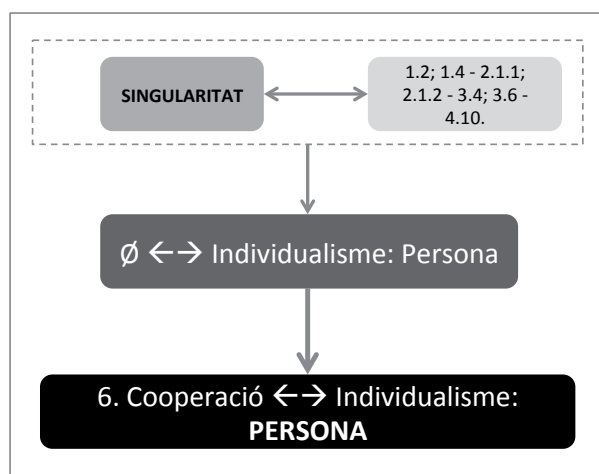 SINGULARITAT
1.2; 1.4 - 2.1.1;
2.1.2 - 3.4; 3.6 -
4.10.
Ø ←→ Individualisme: Persona
6. Cooperació ←→ Individualisme:
PERSONA